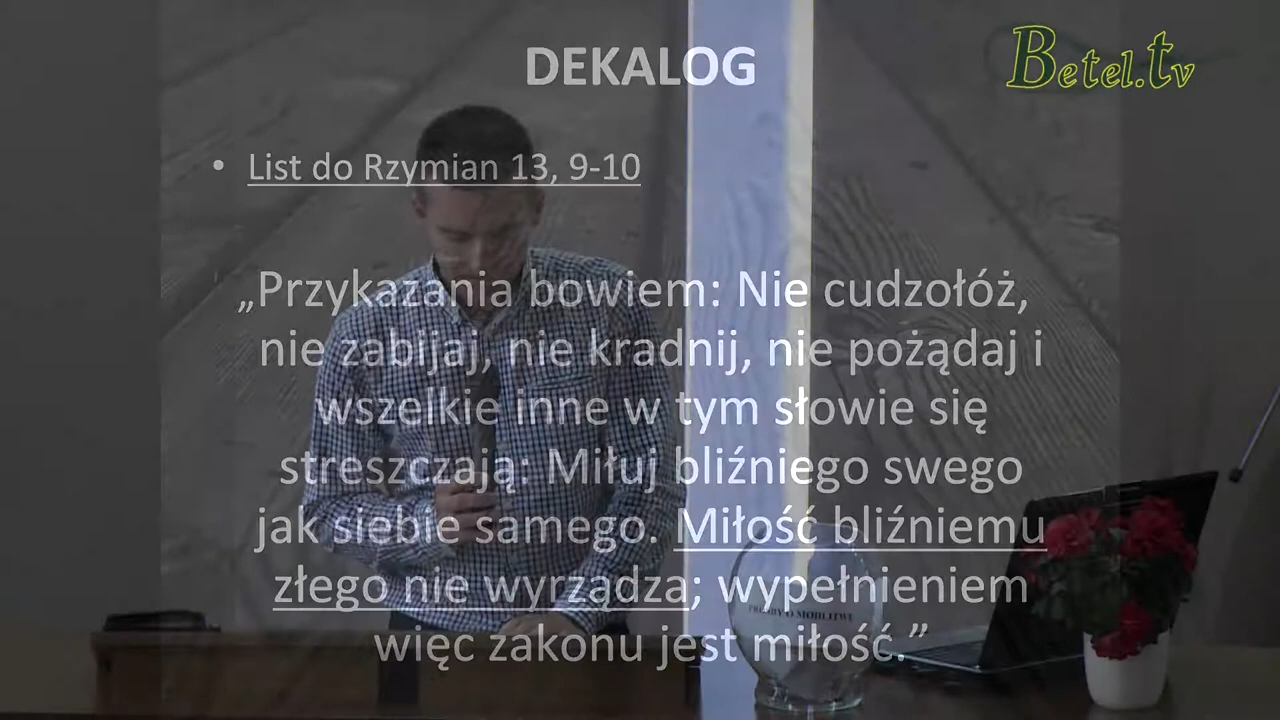 DEKALOG
Betel.tv
• List do Rzymian 13, 9-10
„Przykazania bowiem: Nie cudzołóż,
nie zabijaj, nie kradnij, nie pożądaj i
wszelkie inne w tym słowie się
streszczają: Miłuj bliźniego swego
jak siebie samego. Miłość bliźniemu
złego nie wyrządza; wypełnieniem
więc zakonu jest miłość.”
PROŚBY O MODLITWĘ